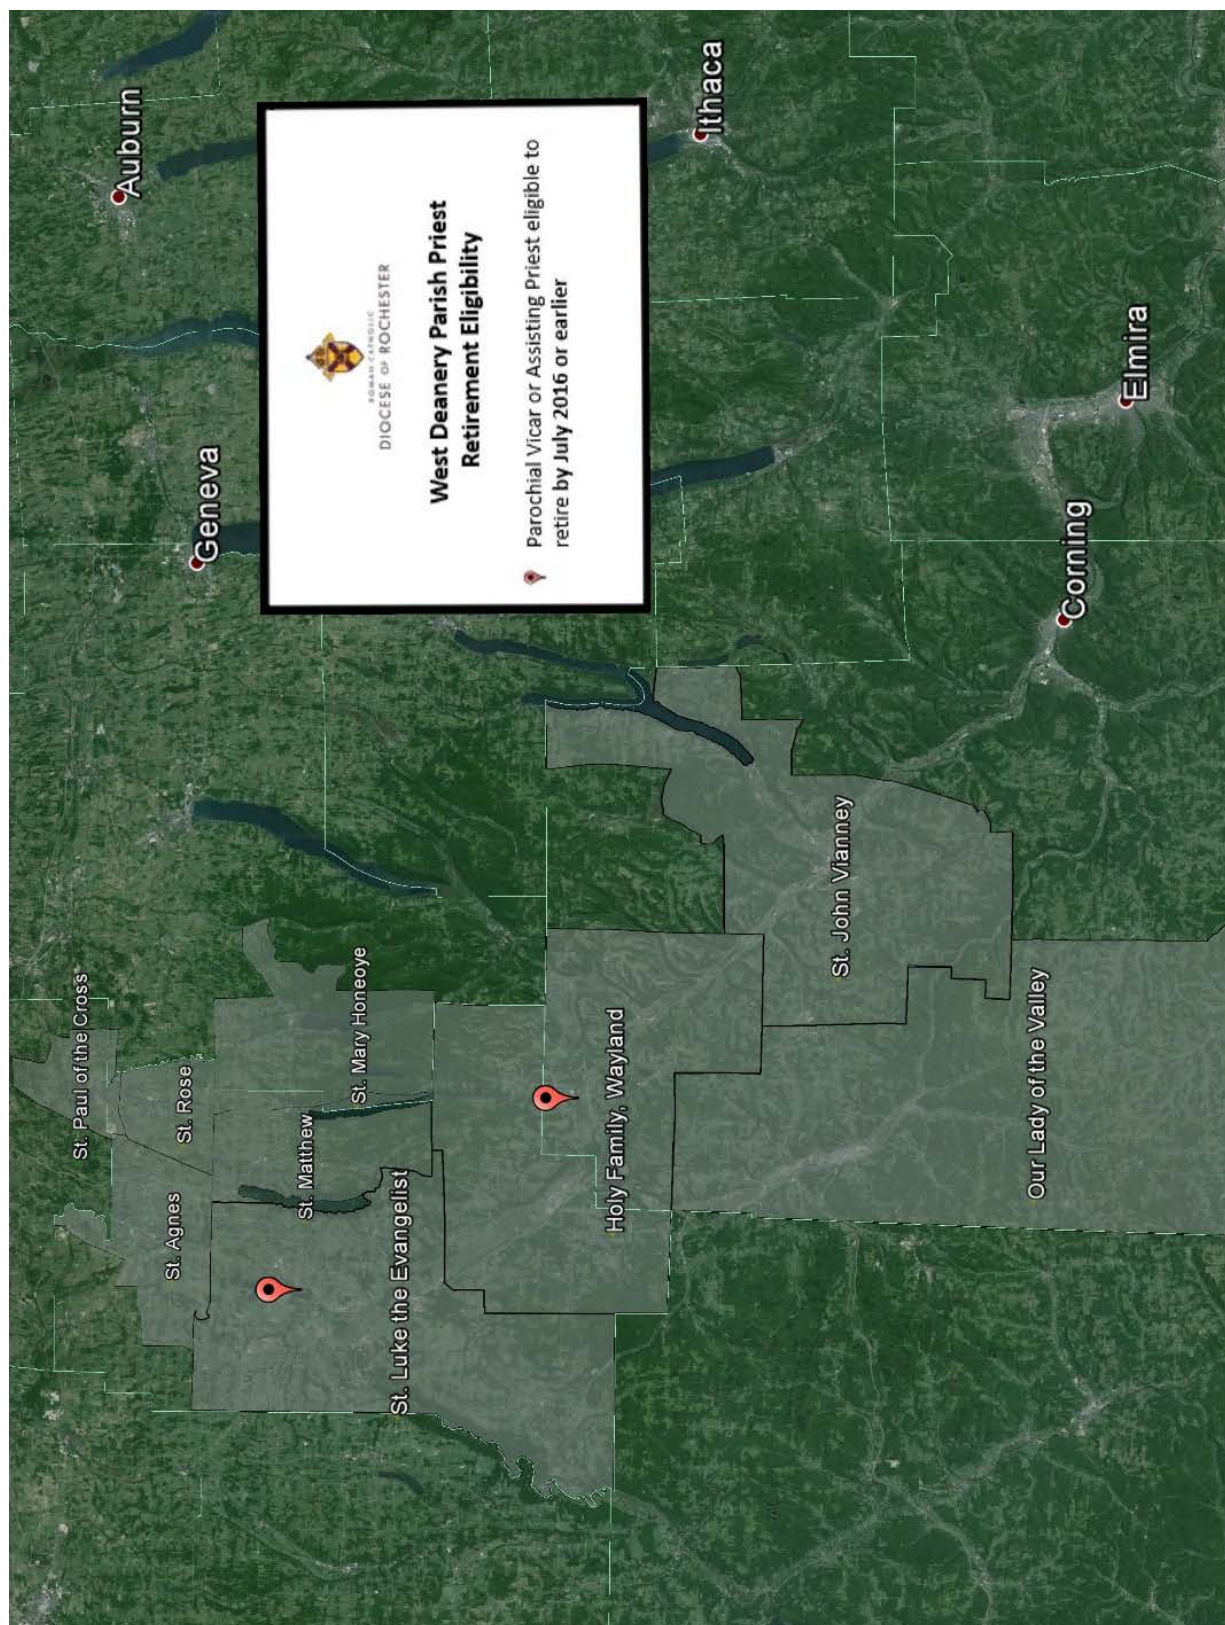 ROMAN CATHOLIC
DIOCESE OF ROCHESTER
West Deanery Parish Priest
Retirement Eligibility
Parochial Vicar or Assisting Priest eligible to
retire by July 2016 or earlier
St. Paul of the Cross
St. Rose
St. Agnes
St. Mary Honeoye
St. Matthew
St. Luke the Evangelist
Holy Family, Wayland
St. John Vianney
Our Lady of the Valley
Auburn
Geneva
Ithaca
Elmira
Corning